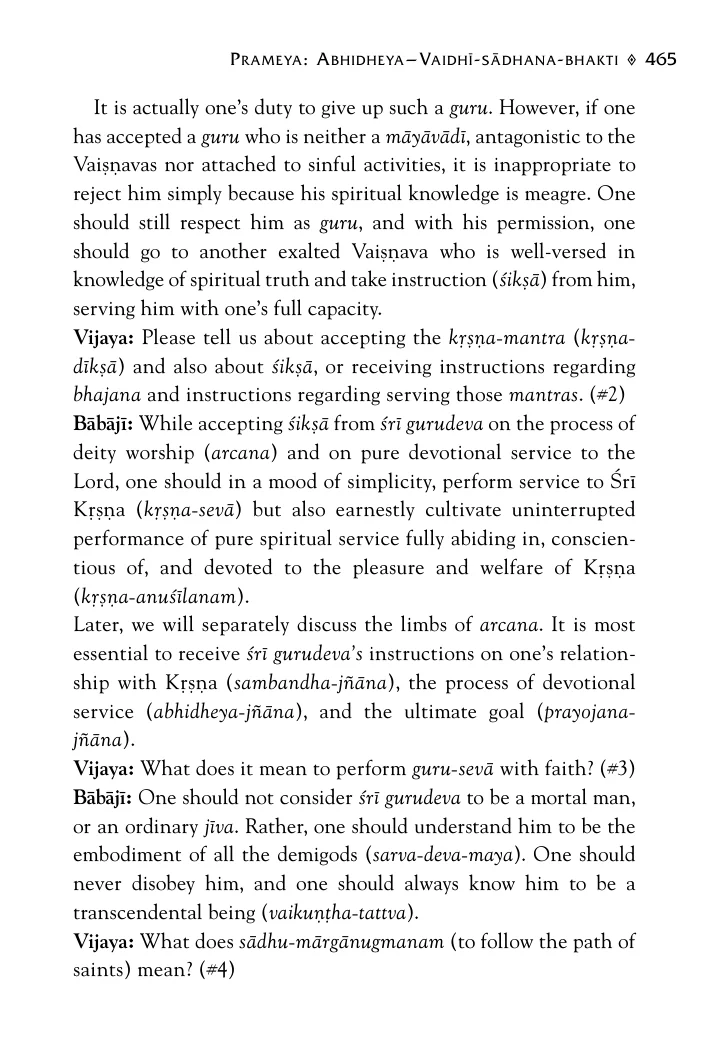 Prameya: Abhidheya–Vaidhī-sādhana-bhakti ◊ 465
It is actually one’s duty to give up such a guru. However, if one
has accepted a guru who is neither a māyāvādī, antagonistic to the
Vaiṣṇavas nor attached to sinful activities, it is inappropriate to
reject him simply because his spiritual knowledge is meagre. One
should still respect him as guru, and with his permission, one
should go to another exalted Vaiṣṇava who is well-versed in
knowledge of spiritual truth and take instruction (śikṣā) from him,
serving him with one’s full capacity.
Vijaya: Please tell us about accepting the kṛṣṇa-mantra (kṛṣṇa-
dīkṣā) and also about śikṣā, or receiving instructions regarding
bhajana and instructions regarding serving those mantras. (#2)
Bābājī: While accepting śikṣā from śrī gurudeva on the process of
deity worship (arcana) and on pure devotional service to the
Lord, one should in a mood of simplicity, perform service to Śrī
Kṛṣṇa (kṛṣṇa-sevā) but also earnestly cultivate uninterrupted
performance of pure spiritual service fully abiding in, conscien-
tious of, and devoted to the pleasure and welfare of Kṛṣṇa
(kṛṣṇa-anuśīlanam).
Later, we will separately discuss the limbs of arcana. It is most
essential to receive śrī gurudeva’s instructions on one’s relation-
ship with Kṛṣṇa (sambandha-jñāna), the process of devotional
service (abhidheya-jñāna), and the ultimate goal (prayojana-
jñāna).
Vijaya: What does it mean to perform guru-sevā with faith? (#3)
Bābājī: One should not consider śrī gurudeva to be a mortal man,
or an ordinary jīva. Rather, one should understand him to be the
embodiment of all the demigods (sarva-deva-maya). One should
never disobey him, and one should always know him to be a
transcendental being (vaikuṇṭha-tattva).
Vijaya: What does sādhu-mārgānugmanam (to follow the path of
saints) mean? (#4)